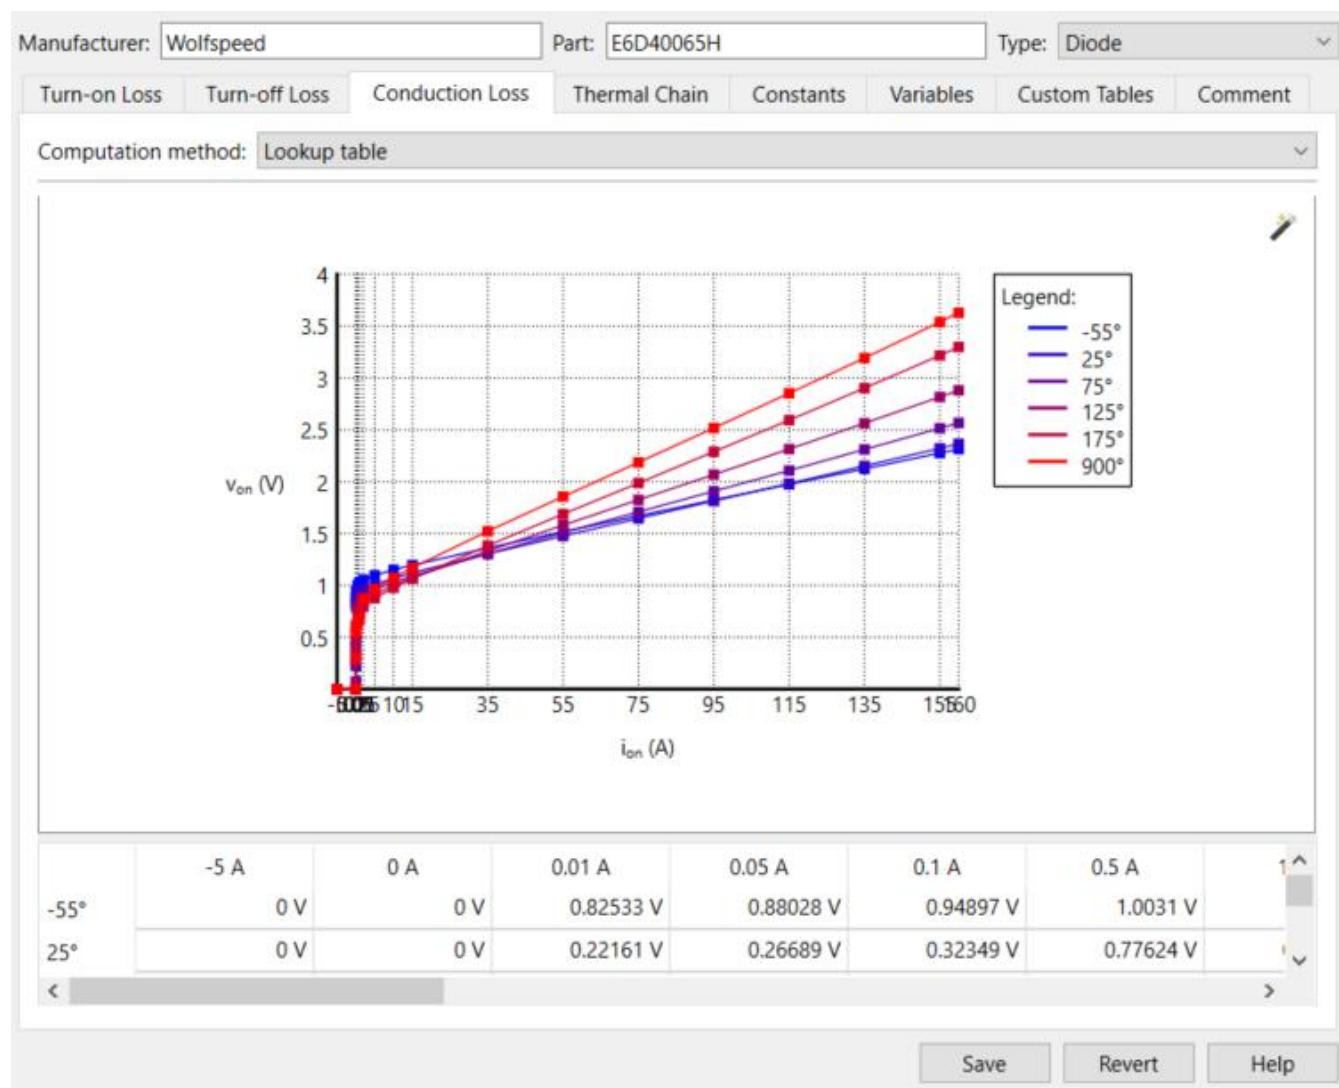 Manufacturer: Wolfspeed Part: E6D40065H Type: Diode
Turn-on Loss Turn-off Loss Conduction Loss Thermal Chain Constants Variables Custom Tables Comment
Computation method: Lookup table
4
3.5
3
2.5
2
1.5
1
0.5
von (V)
10 15 35 55 75 95 115 135 155 160
ion (A)
Legend:
-55°
25°
75°
125°
175°
900°
-5 A 0 A 0.01 A 0.05 A 0.1 A 0.5 A
-55° 0 V 0 V 0.82533 V 0.88028 V 0.94897 V 1.0031 V
25° 0 V 0 V 0.22161 V 0.26689 V 0.32349 V 0.77624 V
Save Revert Help